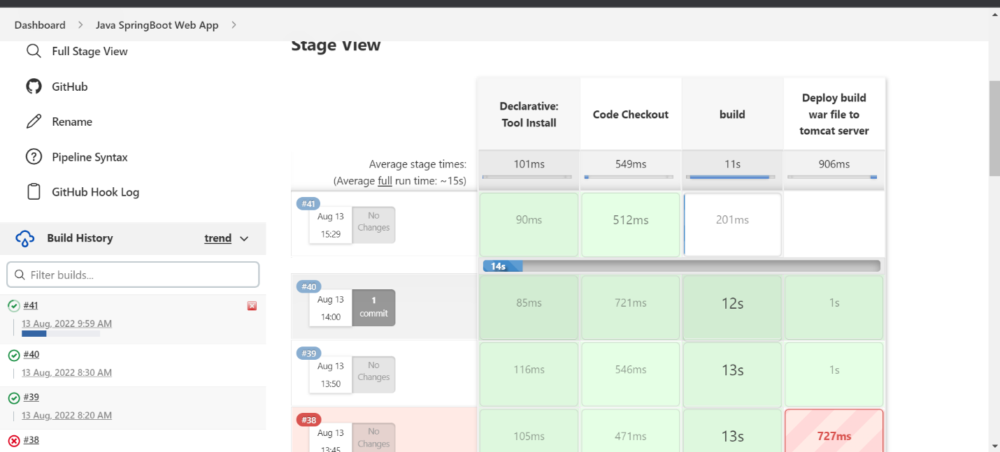 Dashboard > Java SpringBoot Web App >
Full Stage View
GitHub
Rename
Pipeline Syntax
GitHub Hook Log
Build History trend
Filter builds...
#41
13 Aug, 2022 9:59 AM
#40
13 Aug, 2022 8:30 AM
#39
13 Aug, 2022 8:20 AM
#38
Stage View
Declarative:
Tool Install
Code Checkout
build
Deploy build
war file to
tomcat server
Average stage times:
(Average full run time: ~15s)
101ms
549ms
11s
906ms
#41
Aug 13
15:29
No
Changes
90ms
512ms
201ms
14s
#40
Aug 13
14:00
1
commit
85ms
721ms
12s
1s
#39
Aug 13
13:50
No
Changes
116ms
546ms
13s
1s
#38
Aug 13
13:45
No
Changes
105ms
471ms
13s
727ms